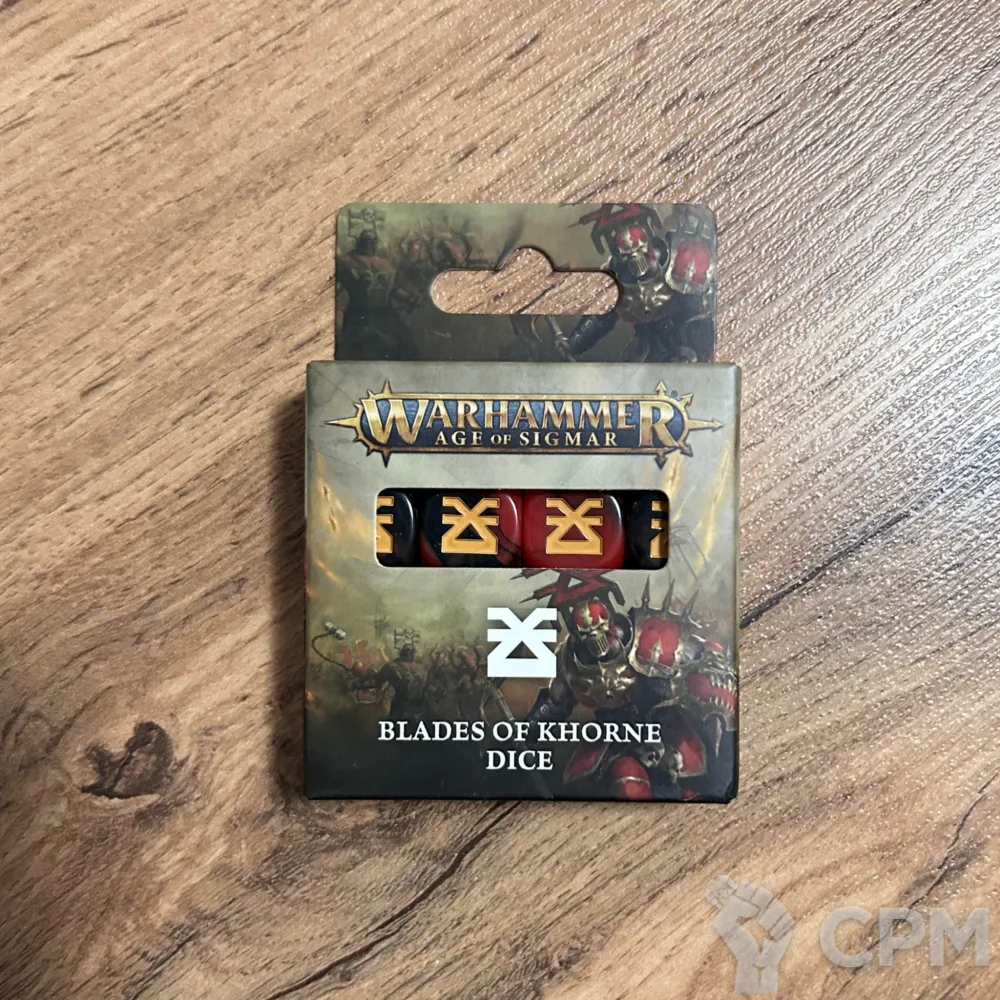 WARHAMMER
AGE OF SIGMAR
BLADES OF KHORNE
DICE
CPM